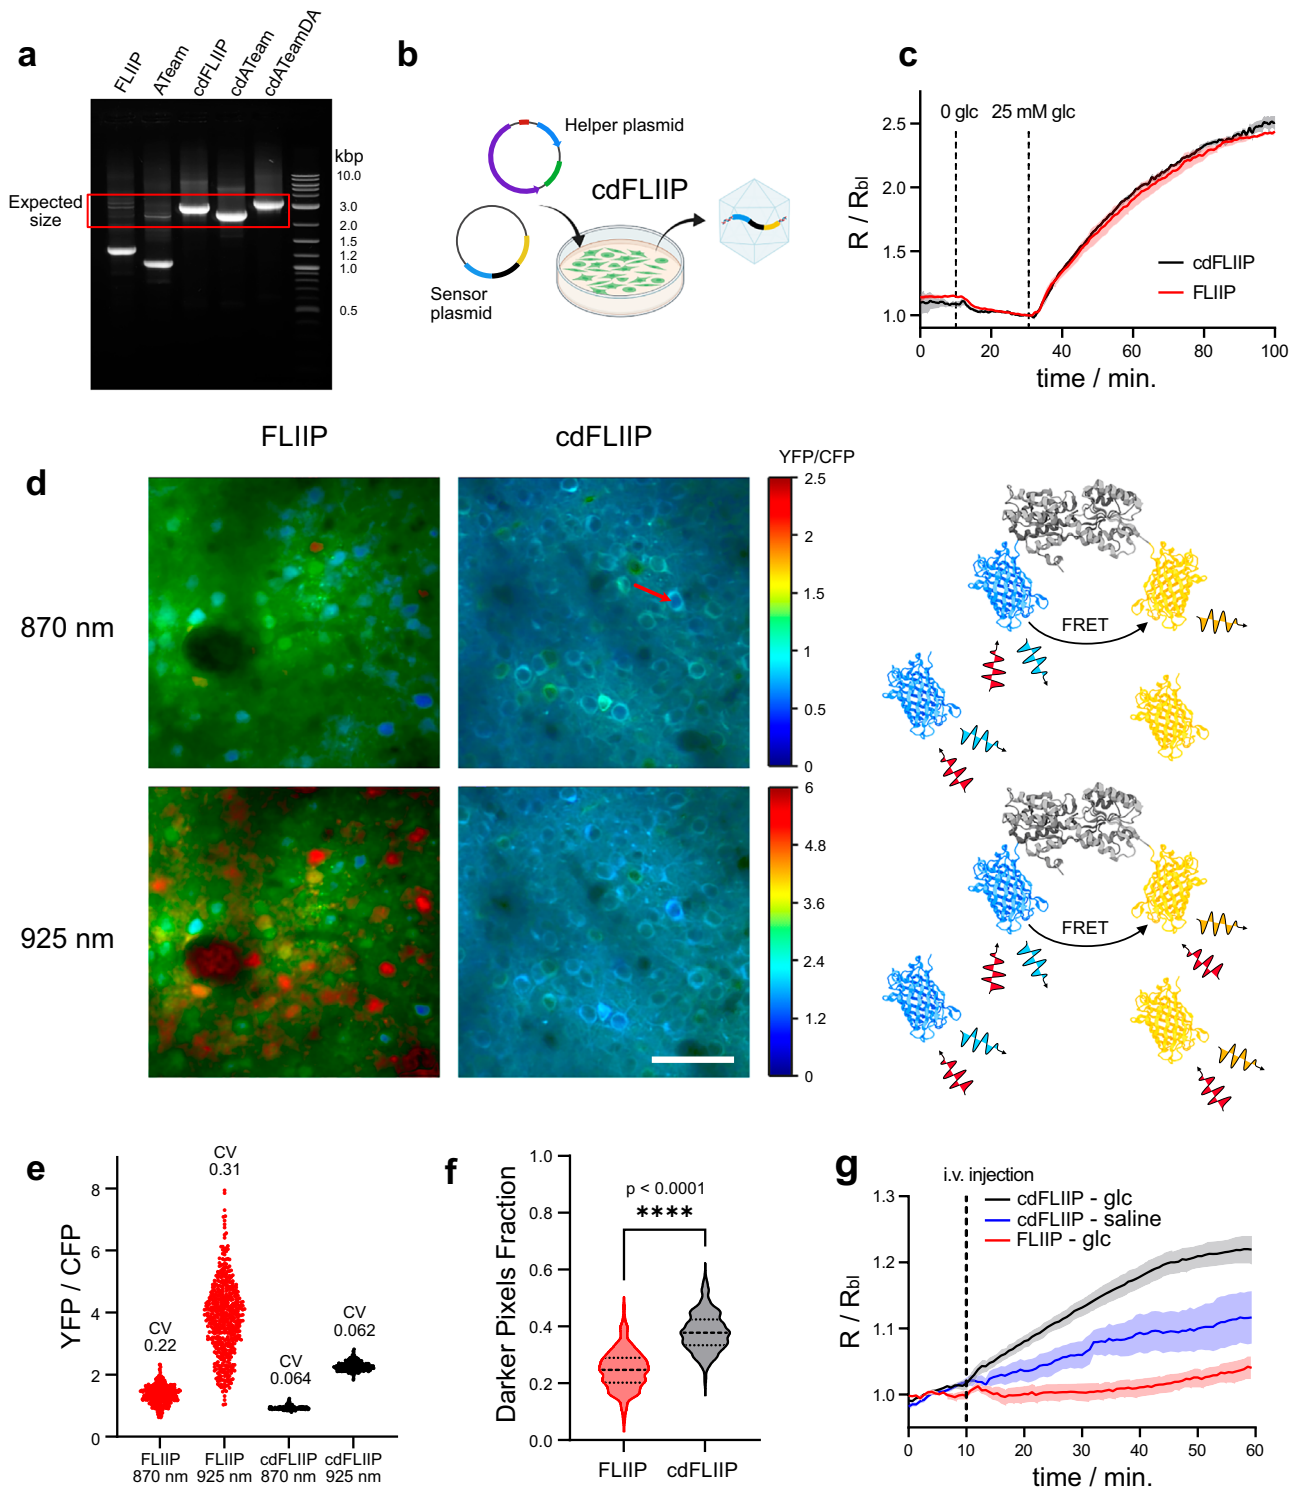 a
FLIIP
ATeam
cdFLIIP
cdATeam
cdATeamDA
kbp
10.0
3.0
2.0
1.5
1.2
1.0
0.5
Expected
size
b
Helper plasmid
cdFLIIP
Sensor
plasmid
c
0 glc
25 mM glc
R / Rbl
2.5
2.0
1.5
1.0
cdFLIIP
FLIIP
0
20
40
60
80
100
time / min.
FLIIP
cdFLIIP
d
YFP/CFP
2.5
2
1.5
1
0.5
0
870 nm
FRET
6
4.8
3.6
2.4
1.2
0
925 nm
FRET
e
YFP / CFP
8
6
4
2
0
CV
0.22
CV
0.31
CV
0.064
CV
0.062
FLIIP
870 nm
FLIIP
925 nm
cdFLIIP
870 nm
cdFLIIP
925 nm
f
Darker Pixels Fraction
1.0
0.8
0.6
0.4
0.2
0.0
p < 0.0001
****
FLIIP
cdFLIIP
g
i.v. injection
cdFLIIP - glc
cdFLIIP - saline
FLIIP - glc
R / Rbl
1.3
1.2
1.1
1.0
0
10
20
30
40
50
60
time / min.